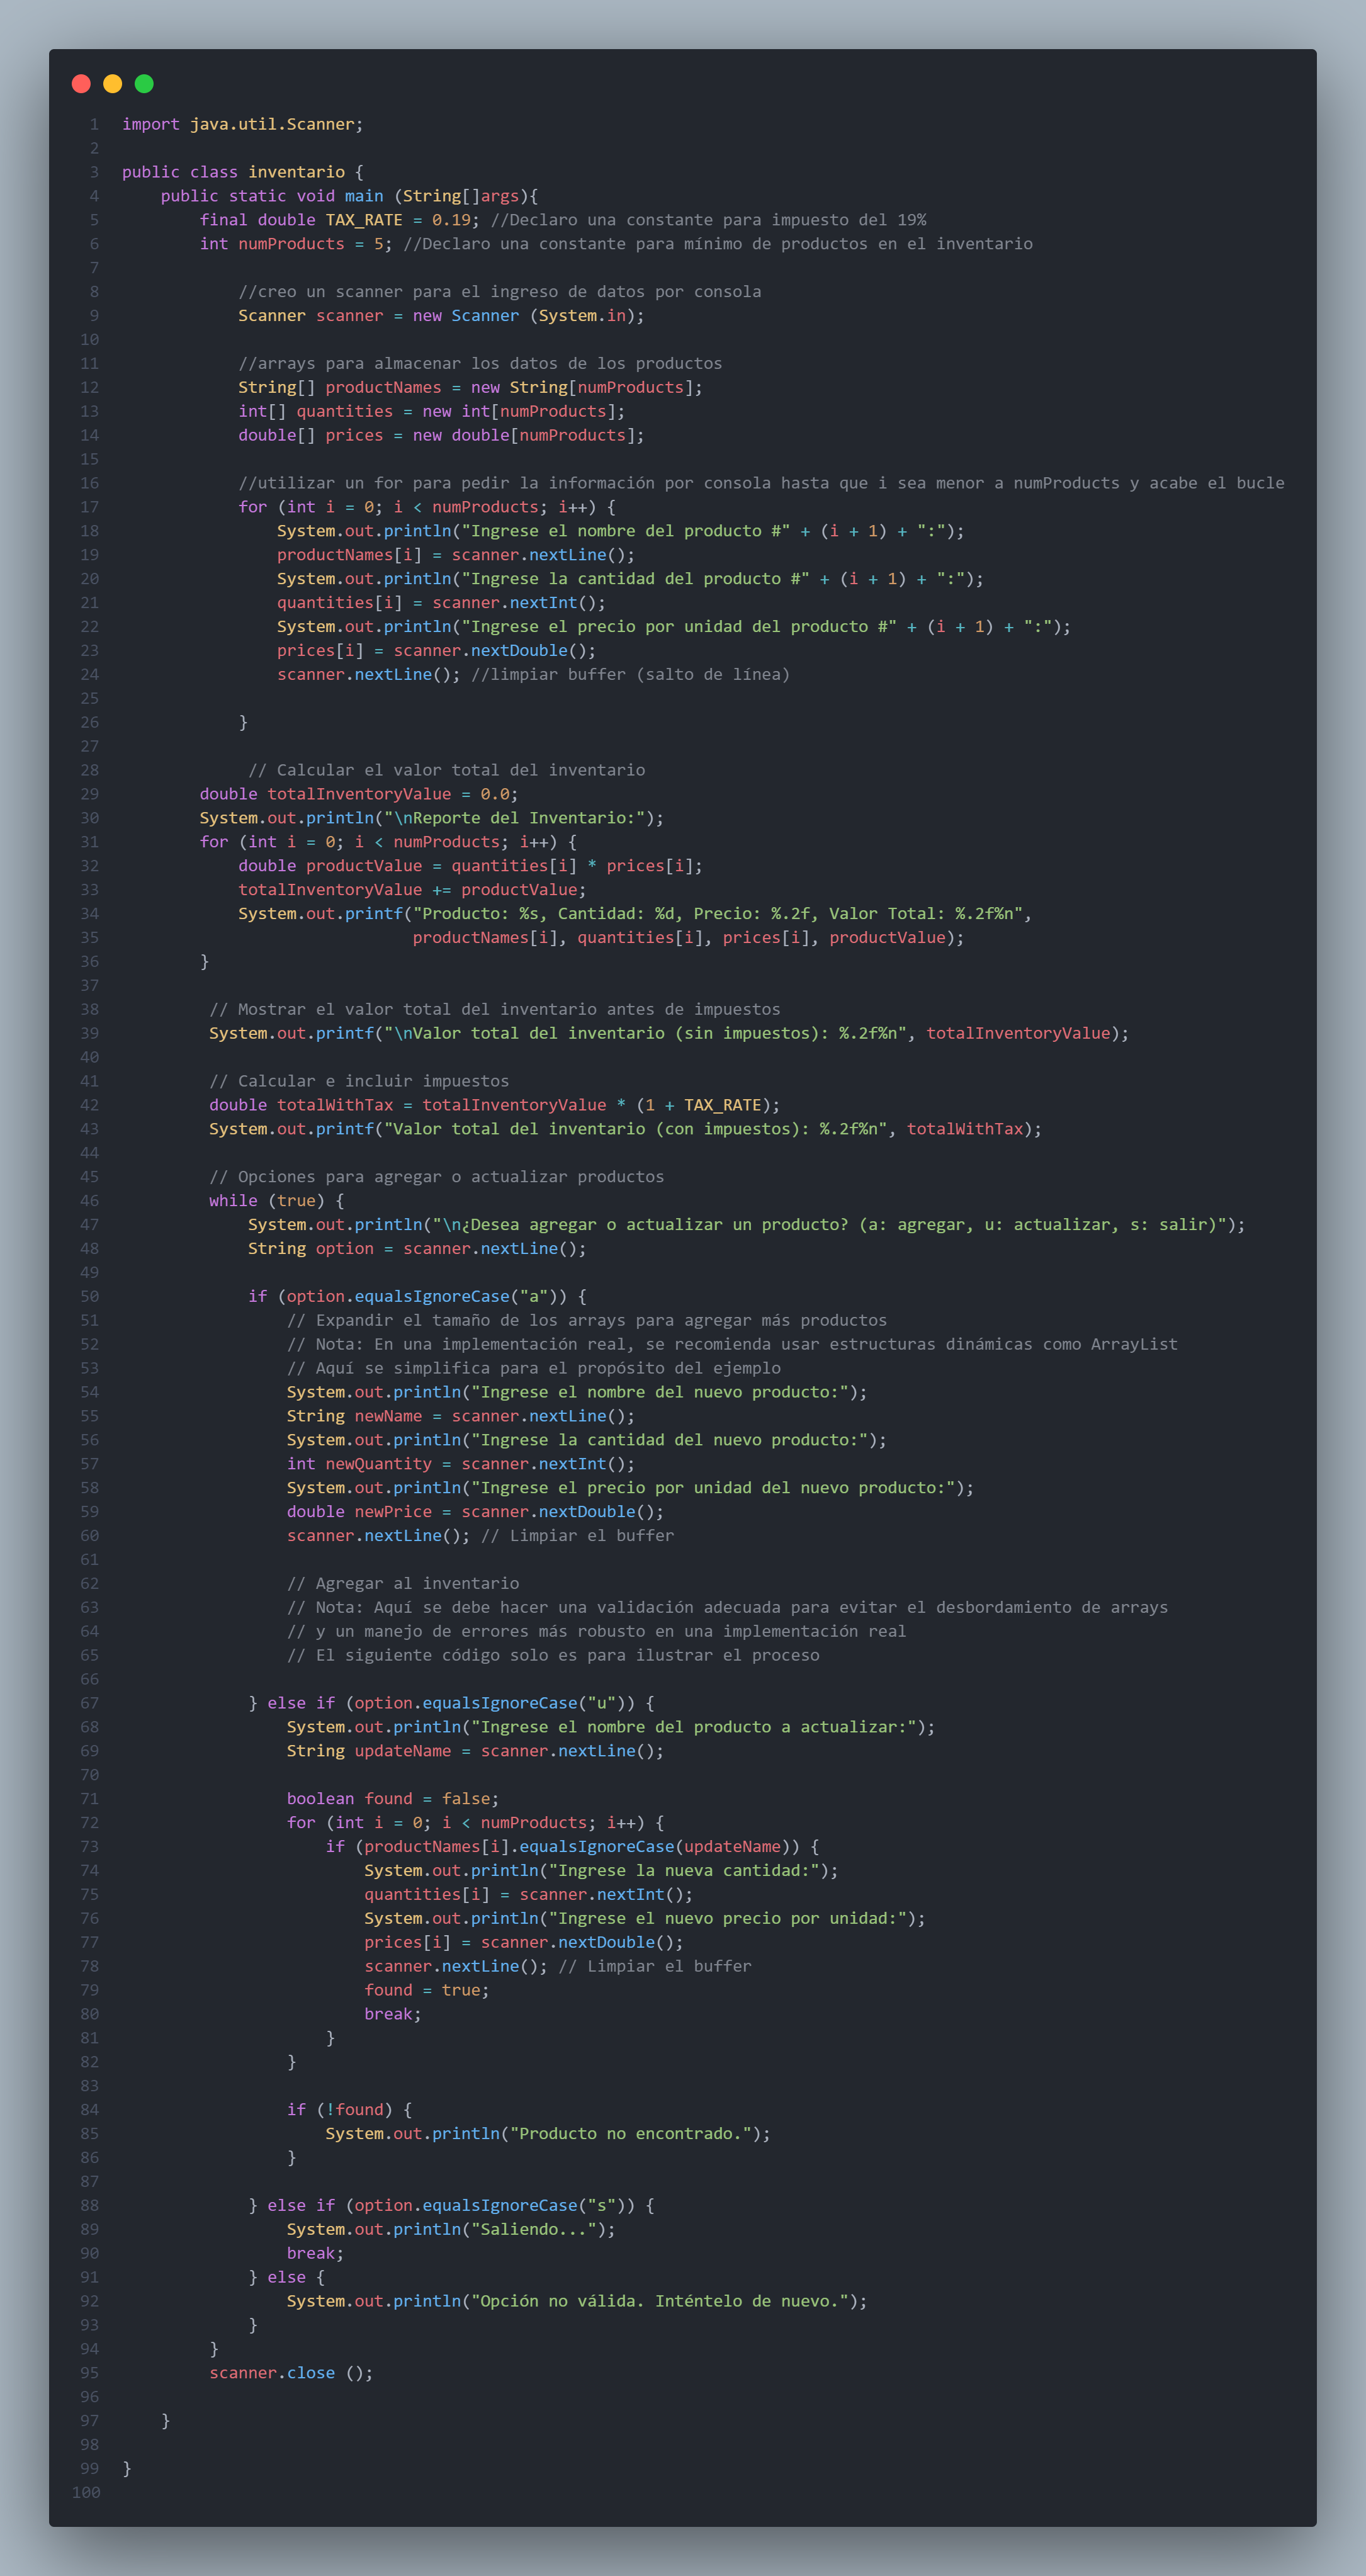 1 import java.util.Scanner;
2
3 public class inventario {
4     public static void main (String[]args){
5         final double TAX_RATE = 0.19; //Declaro una constante para impuesto del 19%
6         int numProducts = 5; //Declaro una constante para mínimo de productos en el inventario
7
8             //creo un scanner para el ingreso de datos por consola
9             Scanner scanner = new Scanner (System.in);
10
11             //arrays para almacenar los datos de los productos
12             String[] productNames = new String[numProducts];
13             int[] quantities = new int[numProducts];
14             double[] prices = new double[numProducts];
15
16             //utilizar un for para pedir la información por consola hasta que i sea menor a numProducts y acabe el bucle
17             for (int i = 0; i < numProducts; i++) {
18                 System.out.println("Ingrese el nombre del producto #" + (i + 1) + ":");
19                 productNames[i] = scanner.nextLine();
20                 System.out.println("Ingrese la cantidad del producto #" + (i + 1) + ":");
21                 quantities[i] = scanner.nextInt();
22                 System.out.println("Ingrese el precio por unidad del producto #" + (i + 1) + ":");
23                 prices[i] = scanner.nextDouble();
24                 scanner.nextLine(); //limpiar buffer (salto de línea)
25
26             }
27
28              // Calcular el valor total del inventario
29         double totalInventoryValue = 0.0;
30         System.out.println("\nReporte del Inventario:");
31         for (int i = 0; i < numProducts; i++) {
32             double productValue = quantities[i] * prices[i];
33             totalInventoryValue += productValue;
34             System.out.printf("Producto: %s, Cantidad: %d, Precio: %.2f, Valor Total: %.2f%n",
35                               productNames[i], quantities[i], prices[i], productValue);
36         }
37
38          // Mostrar el valor total del inventario antes de impuestos
39          System.out.printf("\nValor total del inventario (sin impuestos): %.2f%n", totalInventoryValue);
40
41          // Calcular e incluir impuestos
42          double totalWithTax = totalInventoryValue * (1 + TAX_RATE);
43          System.out.printf("Valor total del inventario (con impuestos): %.2f%n", totalWithTax);
44
45          // Opciones para agregar o actualizar productos
46          while (true) {
47              System.out.println("\n¿Desea agregar o actualizar un producto? (a: agregar, u: actualizar, s: salir)");
48              String option = scanner.nextLine();
49
50              if (option.equalsIgnoreCase("a")) {
51                  // Expandir el tamaño de los arrays para agregar más productos
52                  // Nota: En una implementación real, se recomienda usar estructuras dinámicas como ArrayList
53                  // Aquí se simplifica para el propósito del ejemplo
54                  System.out.println("Ingrese el nombre del nuevo producto:");
55                  String newName = scanner.nextLine();
56                  System.out.println("Ingrese la cantidad del nuevo producto:");
57                  int newQuantity = scanner.nextInt();
58                  System.out.println("Ingrese el precio por unidad del nuevo producto:");
59                  double newPrice = scanner.nextDouble();
60                  scanner.nextLine(); // Limpiar el buffer
61
62                  // Agregar al inventario
63                  // Nota: Aquí se debe hacer una validación adecuada para evitar el desbordamiento de arrays
64                  // y un manejo de errores más robusto en una implementación real
65                  // El siguiente código solo es para ilustrar el proceso
66
67              } else if (option.equalsIgnoreCase("u")) {
68                  System.out.println("Ingrese el nombre del producto a actualizar:");
69                  String updateName = scanner.nextLine();
70
71                  boolean found = false;
72                  for (int i = 0; i < numProducts; i++) {
73                      if (productNames[i].equalsIgnoreCase(updateName)) {
74                          System.out.println("Ingrese la nueva cantidad:");
75                          quantities[i] = scanner.nextInt();
76                          System.out.println("Ingrese el nuevo precio por unidad:");
77                          prices[i] = scanner.nextDouble();
78                          scanner.nextLine(); // Limpiar el buffer
79                          found = true;
80                          break;
81                      }
82                  }
83
84                  if (!found) {
85                      System.out.println("Producto no encontrado.");
86                  }
87
88              } else if (option.equalsIgnoreCase("s")) {
89                  System.out.println("Saliendo...");
90                  break;
91              } else {
92                  System.out.println("Opción no válida. Inténtelo de nuevo.");
93              }
94          }
95          scanner.close ();
96
97     }
98
99 }
100